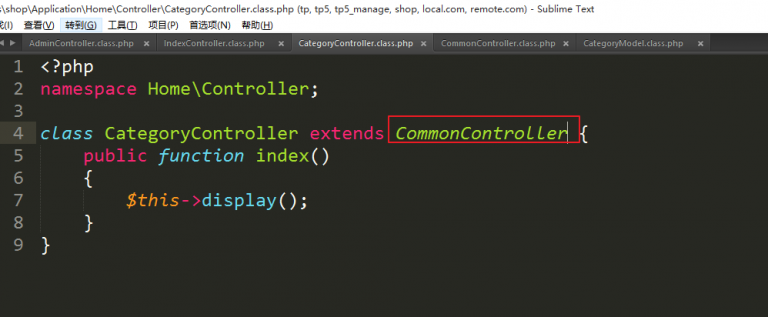 s\shop\Application\Home\Controller\CategoryController.class.php (tp, tp5, tp5_manage, shop, local.com, remote.com) - Sublime Text
(I) 查看(V) 转到(G) 工具(T) 项目(P) 首选项(N) 帮助(H)
AdminController.class.php × IndexController.class.php × CategoryController.class.php × CommonController.class.php × CategoryModel.class.php ×
1 <?php
2 namespace Home\Controller;
3
4 class CategoryController extends CommonController {
5 public function index()
6 {
7 $this->display();
8 }
9 }